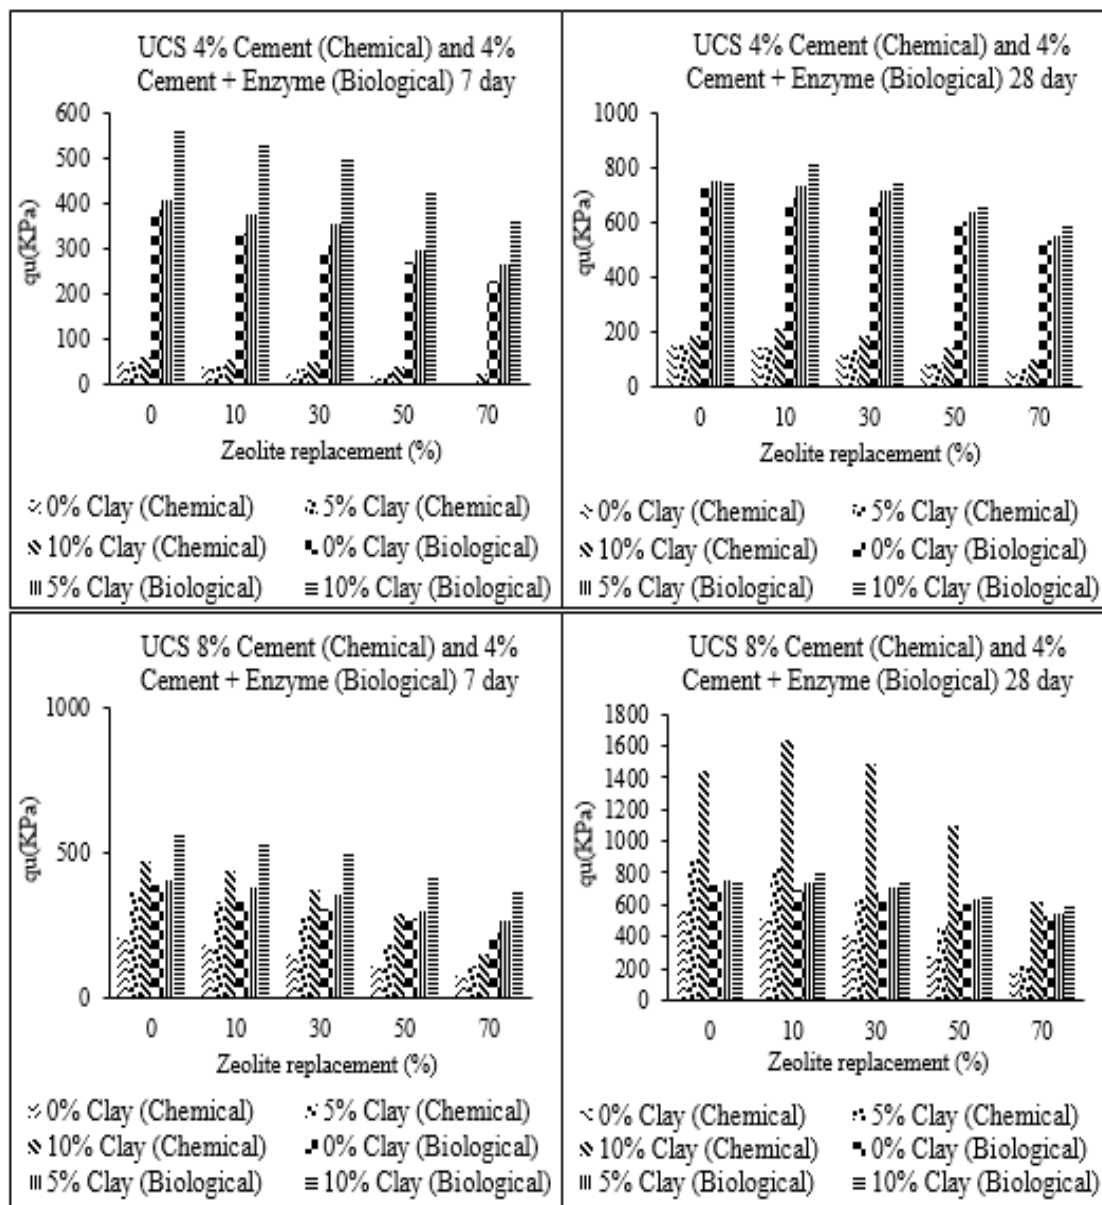 UCS 4% Cement (Chemical) and 4%
Cement + Enzyme (Biological) 7 day
600
500
400
300
200
100
0
qu(KPa)
0 10 30 50 70
Zeolite replacement (%)
0% Clay (Chemical) 5% Clay (Chemical)
10% Clay (Chemical) 0% Clay (Biological)
5% Clay (Biological) 10% Clay (Biological)
UCS 4% Cement (Chemical) and 4%
Cement + Enzyme (Biological) 28 day
1000
800
600
400
200
0
qu(KPa)
0 10 30 50 70
Zeolite replacement (%)
0% Clay (Chemical) 5% Clay (Chemical)
10% Clay (Chemical) 0% Clay (Biological)
5% Clay (Biological) 10% Clay (Biological)
UCS 8% Cement (Chemical) and 4%
Cement + Enzyme (Biological) 7 day
1000
500
0
qu(KPa)
0 10 30 50 70
Zeolite replacement (%)
0% Clay (Chemical) 5% Clay (Chemical)
10% Clay (Chemical) 0% Clay (Biological)
5% Clay (Biological) 10% Clay (Biological)
UCS 8% Cement (Chemical) and 4%
Cement + Enzyme (Biological) 28 day
1800
1600
1400
1200
1000
800
600
400
200
0
qu(KPa)
0 10 30 50 70
Zeolite replacement (%)
0% Clay (Chemical) 5% Clay (Chemical)
10% Clay (Chemical) 0% Clay (Biological)
5% Clay (Biological) 10% Clay (Biological)